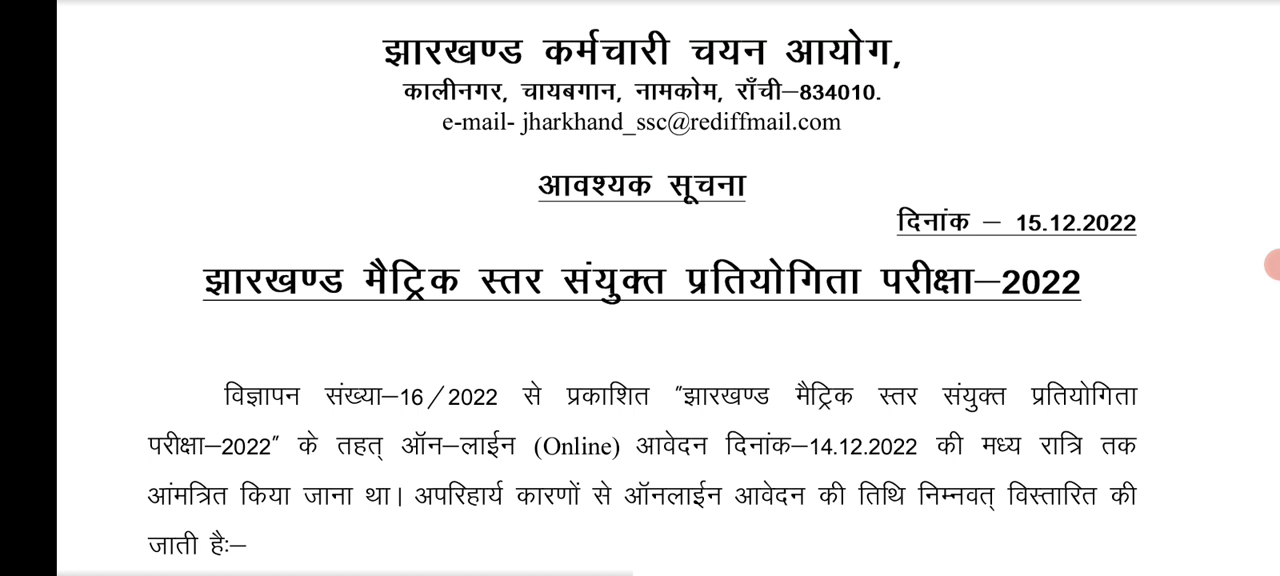 झारखण्ड कर्मचारी चयन आयोग,
कालीनगर, चायबगान, नामकोम, राँची–834010.
e-mail- jharkhand_ssc@rediffmail.com
आवश्यक सूचना
दिनांक – 15.12.2022
झारखण्ड मैट्रिक स्तर संयुक्त प्रतियोगिता परीक्षा–2022
विज्ञापन संख्या–16/2022 से प्रकाशित "झारखण्ड मैट्रिक स्तर संयुक्त प्रतियोगिता
परीक्षा–2022" के तहत् ऑन–लाईन (Online) आवेदन दिनांक–14.12.2022 की मध्य रात्रि तक
आंमत्रित किया जाना था। अपरिहार्य कारणों से ऑनलाईन आवेदन की तिथि निम्नवत् विस्तारित की
जाती हैः–